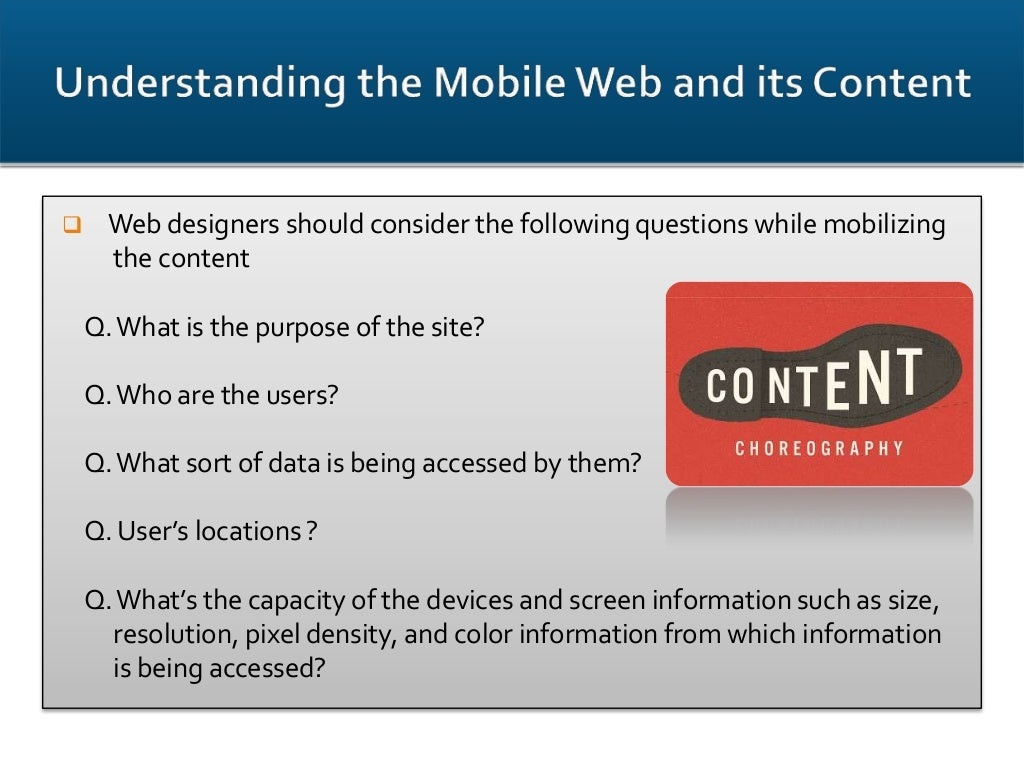 Understanding the Mobile Web and its Content
Web designers should consider the following questions while mobilizing
the content
Q. What is the purpose of the site?
Q. Who are the users?
Q. What sort of data is being accessed by them?
Q. User’s locations ?
Q. What’s the capacity of the devices and screen information such as size,
resolution, pixel density, and color information from which information
is being accessed?
CONTENT
CHOREOGRAPHY